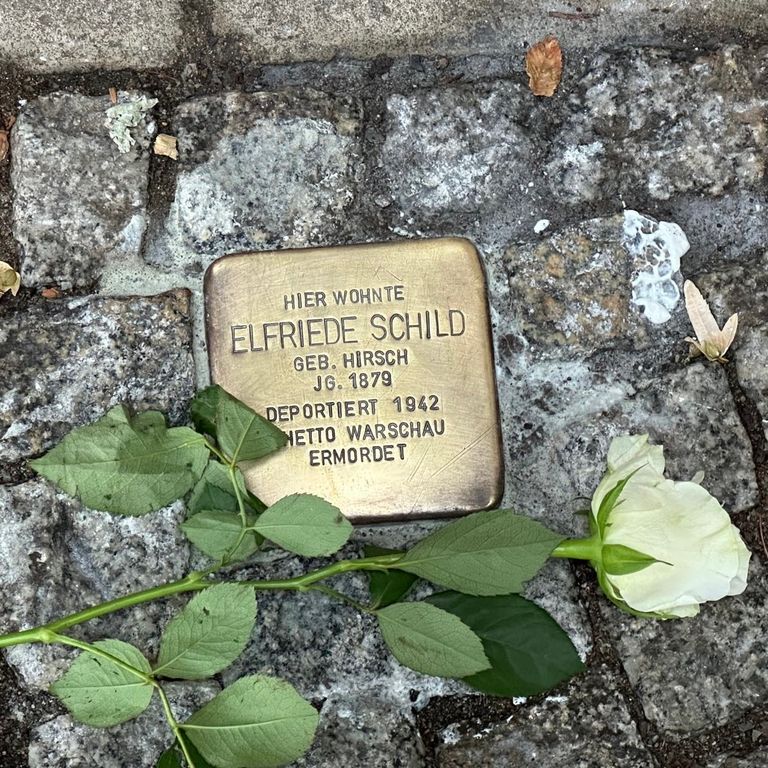 HIER WOHNTE
ELFRIEDE SCHILD
GEB. HIRSCH
JG. 1879
DEPORTIERT 1942
HETTO WARSCHAU
ERMORDET